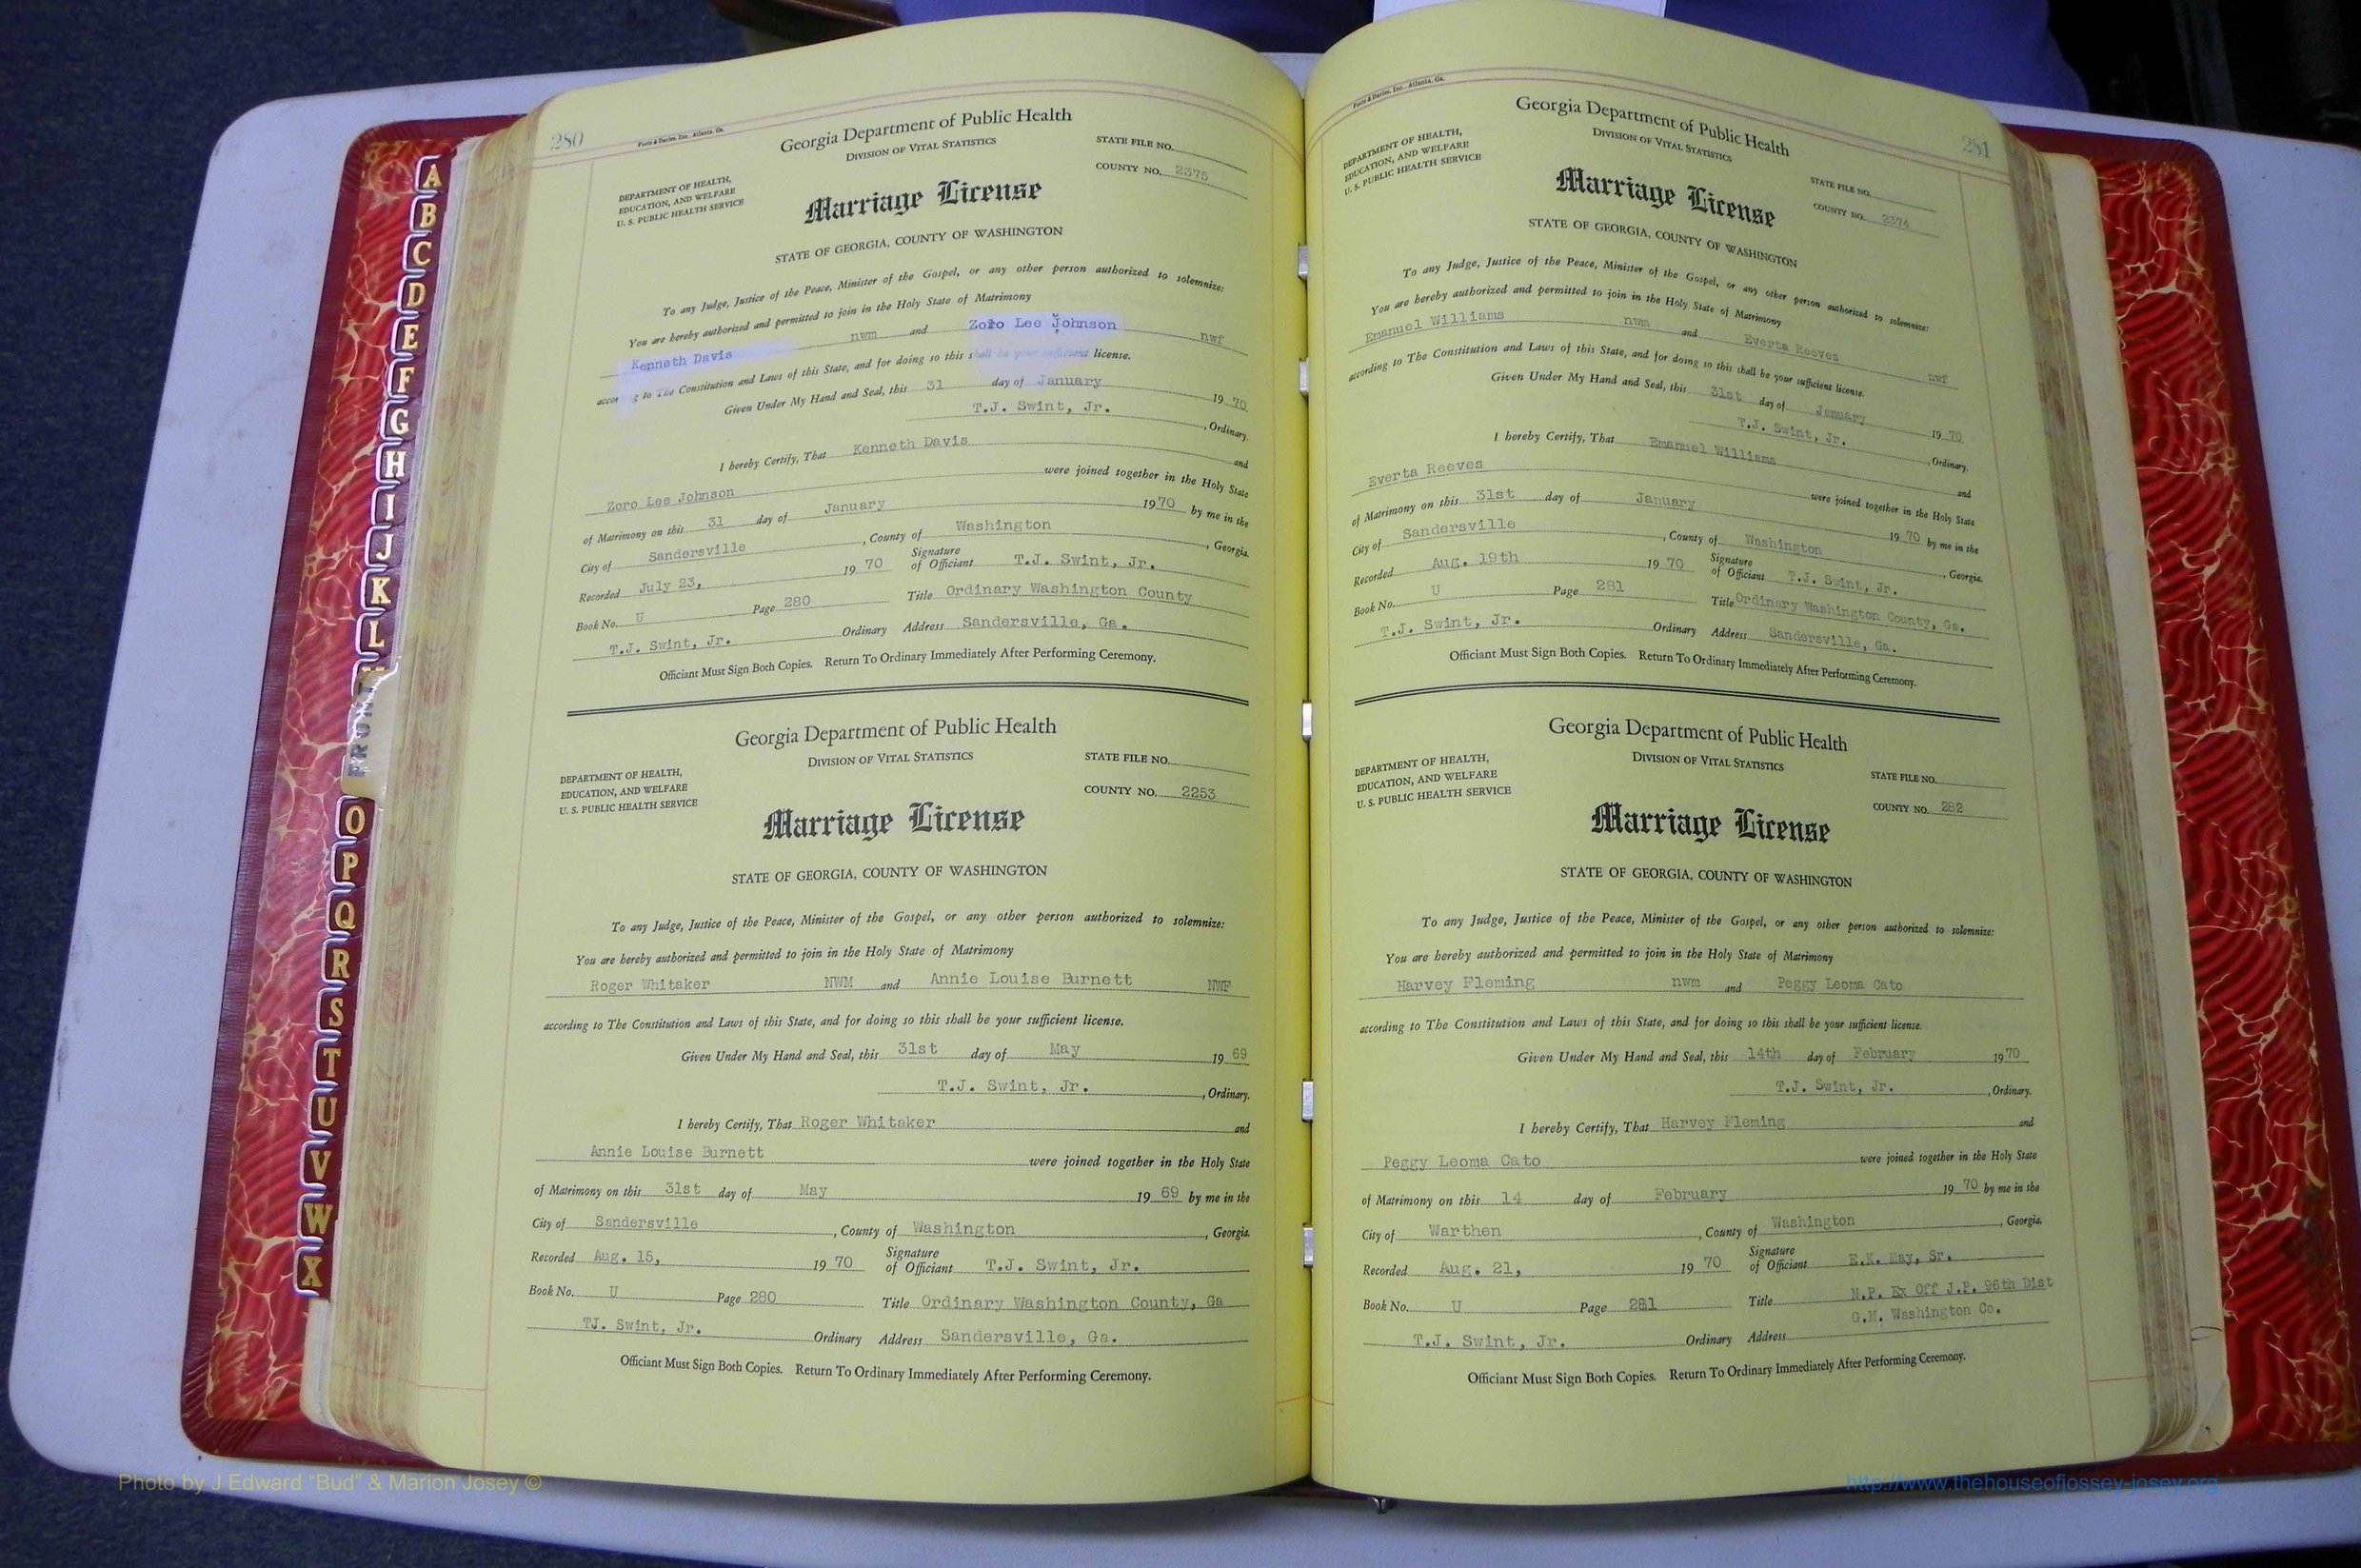 280
Foote & Davies, Inc., Atlanta, Ga.
Georgia Department of Public Health
DIVISION OF VITAL STATISTICS
STATE FILE NO.
COUNTY NO. 2375
DEPARTMENT OF HEALTH,
EDUCATION, AND WELFARE
U. S. PUBLIC HEALTH SERVICE
Marriage License
STATE OF GEORGIA, COUNTY OF WASHINGTON
To any Judge, Justice of the Peace, Minister of the Gospel, or any other person authorized to solemnize:
You are hereby authorized and permitted to join in the Holy State of Matrimony
Kenneth Davis nwm and Zoro Lee Johnson nwf
according to The Constitution and Laws of this State, and for doing so this shall be your sufficient license.
Given Under My Hand and Seal, this 31 day of January 19 70
T.J. Swint, Jr. , Ordinary.
I hereby Certify, That Kenneth Davis and
Zoro Lee Johnson were joined together in the Holy State
of Matrimony on this 31 day of January 19 70 by me in the
City of Sandersville , County of Washington , Georgia.
Recorded July 23, 19 70 Signature of Officiant T.J. Swint, Jr.
Book No. U Page 280 Title Ordinary Washington County
T.J. Swint, Jr. Ordinary Address Sandersville, Ga.
Officiant Must Sign Both Copies. Return To Ordinary Immediately After Performing Ceremony.
Georgia Department of Public Health
DIVISION OF VITAL STATISTICS
STATE FILE NO.
COUNTY NO. 2253
DEPARTMENT OF HEALTH,
EDUCATION, AND WELFARE
U. S. PUBLIC HEALTH SERVICE
Marriage License
STATE OF GEORGIA, COUNTY OF WASHINGTON
To any Judge, Justice of the Peace, Minister of the Gospel, or any other person authorized to solemnize:
You are hereby authorized and permitted to join in the Holy State of Matrimony
Roger Whitaker NWM and Annie Louise Burnett NWF
according to The Constitution and Laws of this State, and for doing so this shall be your sufficient license.
Given Under My Hand and Seal, this 31st day of May 19 69
T.J. Swint, Jr. , Ordinary.
I hereby Certify, That Roger Whitaker and
Annie Louise Burnett were joined together in the Holy State
of Matrimony on this 31st day of May 19 69 by me in the
City of Sandersville , County of Washington , Georgia.
Recorded Aug. 15, 19 70 Signature of Officiant T.J. Swint, Jr.
Book No. U Page 280 Title Ordinary Washington County, Ga
TJ. Swint, Jr. Ordinary Address Sandersville, Ga.
Officiant Must Sign Both Copies. Return To Ordinary Immediately After Performing Ceremony.
281
Foote & Davies, Inc., Atlanta, Ga.
Georgia Department of Public Health
DIVISION OF VITAL STATISTICS
STATE FILE NO.
COUNTY NO. 2374
DEPARTMENT OF HEALTH,
EDUCATION, AND WELFARE
U. S. PUBLIC HEALTH SERVICE
Marriage License
STATE OF GEORGIA, COUNTY OF WASHINGTON
To any Judge, Justice of the Peace, Minister of the Gospel, or any other person authorized to solemnize:
You are hereby authorized and permitted to join in the Holy State of Matrimony
Emanuel Williams nwm and Everta Reeves nwf
according to The Constitution and Laws of this State, and for doing so this shall be your sufficient license.
Given Under My Hand and Seal, this 31st day of January 19 70
T.J. Swint, Jr. , Ordinary.
I hereby Certify, That Emanuel Williams and
Everta Reeves were joined together in the Holy State
of Matrimony on this 31st day of January 19 70 by me in the
City of Sandersville , County of Washington , Georgia.
Recorded Aug. 19th 19 70 Signature of Officiant T.J. Swint, Jr.
Book No. U Page 281 Title Ordinary Washington County, Ga.
T.J. Swint, Jr. Ordinary Address Sandersville, Ga.
Officiant Must Sign Both Copies. Return To Ordinary Immediately After Performing Ceremony.
Georgia Department of Public Health
DIVISION OF VITAL STATISTICS
STATE FILE NO.
COUNTY NO. 282
DEPARTMENT OF HEALTH,
EDUCATION, AND WELFARE
U. S. PUBLIC HEALTH SERVICE
Marriage License
STATE OF GEORGIA, COUNTY OF WASHINGTON
To any Judge, Justice of the Peace, Minister of the Gospel, or any other person authorized to solemnize:
You are hereby authorized and permitted to join in the Holy State of Matrimony
Harvey Fleming nwm and Peggy Leoma Cato
according to The Constitution and Laws of this State, and for doing so this shall be your sufficient license.
Given Under My Hand and Seal, this 14th day of February 19 70
T.J. Swint, Jr. , Ordinary.
I hereby Certify, That Harvey Fleming and
Peggy Leoma Cato were joined together in the Holy State
of Matrimony on this 14 day of February 19 70 by me in the
City of Warthen , County of Washington , Georgia.
Recorded Aug. 21, 19 70 Signature of Officiant E.K. May, Sr.
Book No. U Page 281 Title N.P. Ex Off J.P. 96th Dist
G.M. Washington Co.
T.J. Swint, Jr. Ordinary Address
Officiant Must Sign Both Copies. Return To Ordinary Immediately After Performing Ceremony.
A
B
C
D
E
F
G
H
I
J
K
L
FRONT
O
P
Q
R
S
T
U
V
W
X
Photo by J Edward "Bud" & Marion Josey ©
http://www.thehouseofjossey-josey.org